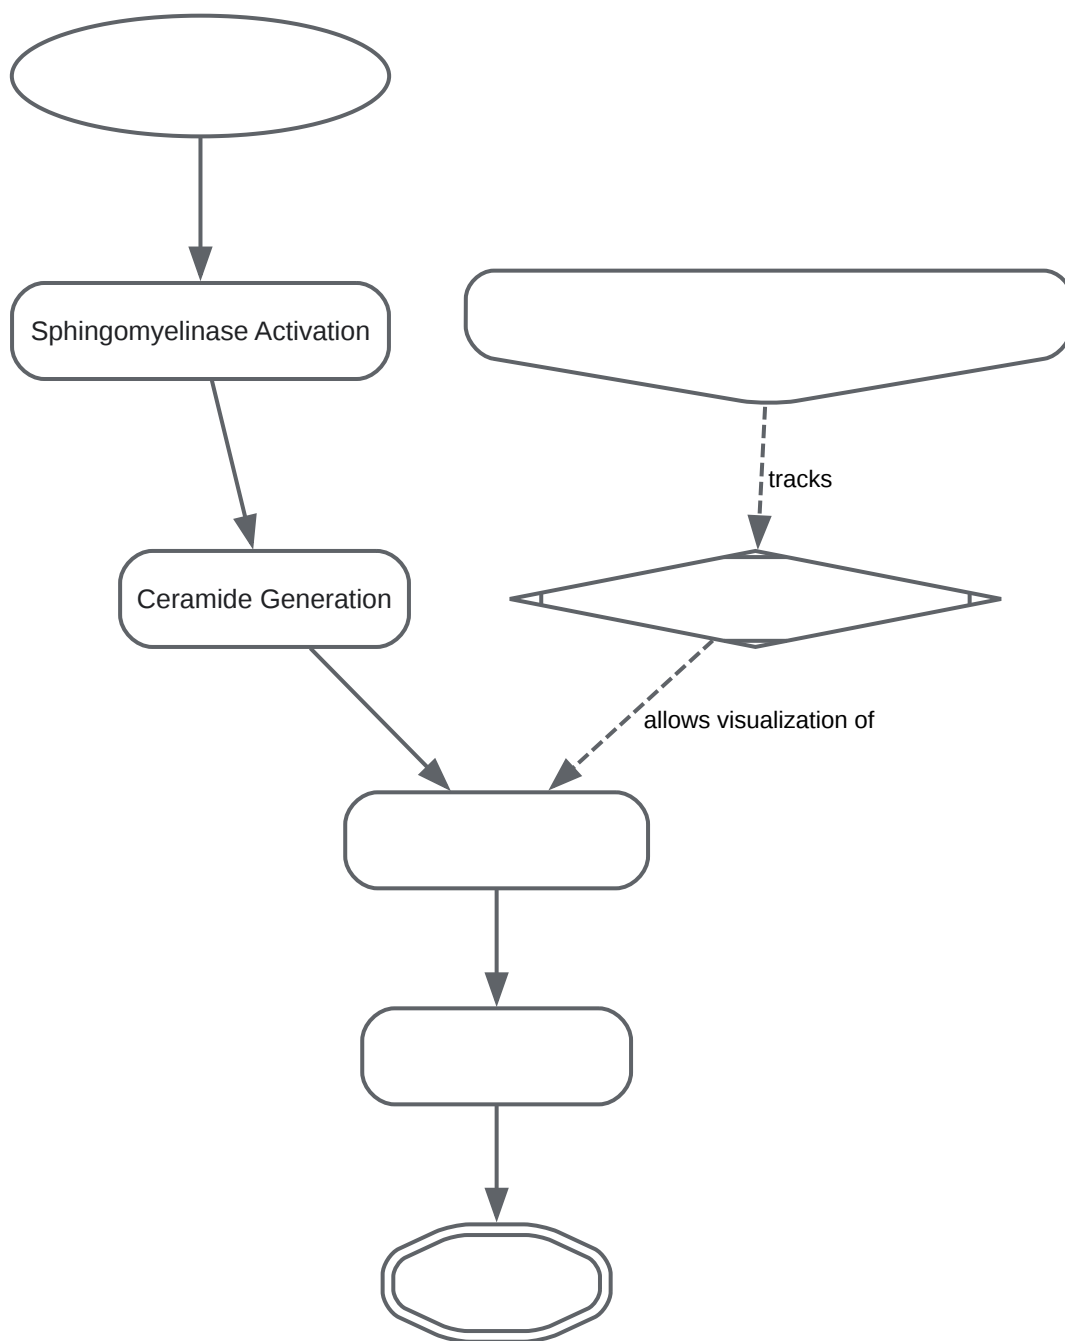 Sphingomyelinase Activation
tracks
Ceramide Generation
allows visualization of